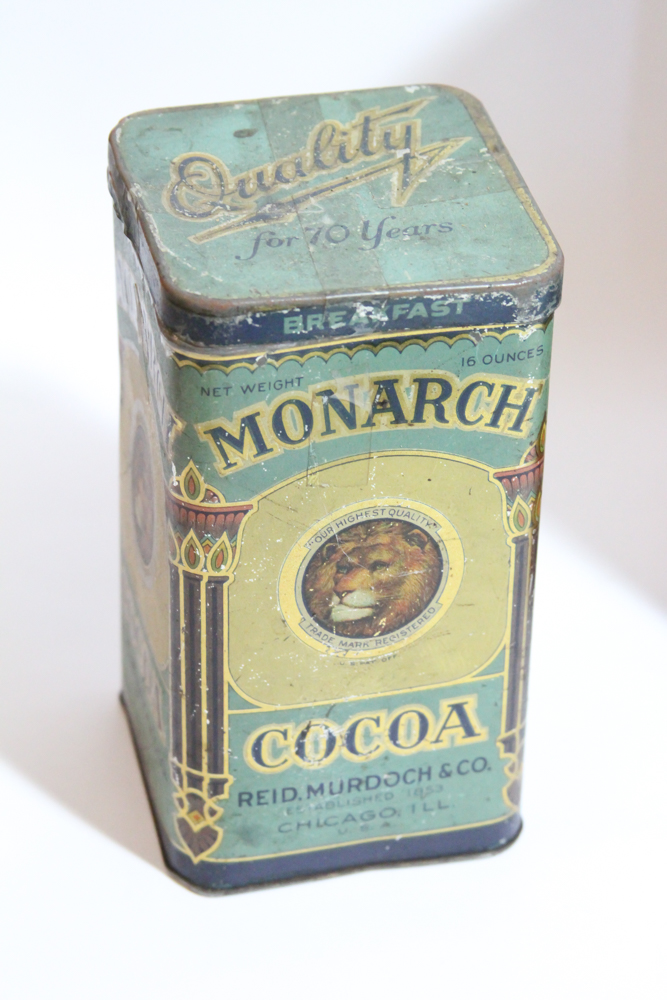 Quality
for 70 Years
BREAKFAST
NET WEIGHT 16 OUNCES
MONARCH
"OUR HIGHEST QUALITY"
TRADE MARK REGISTERED
COCOA
REID, MURDOCH & CO.
ESTABLISHED 1853
CHICAGO, ILL.
U.S.A.